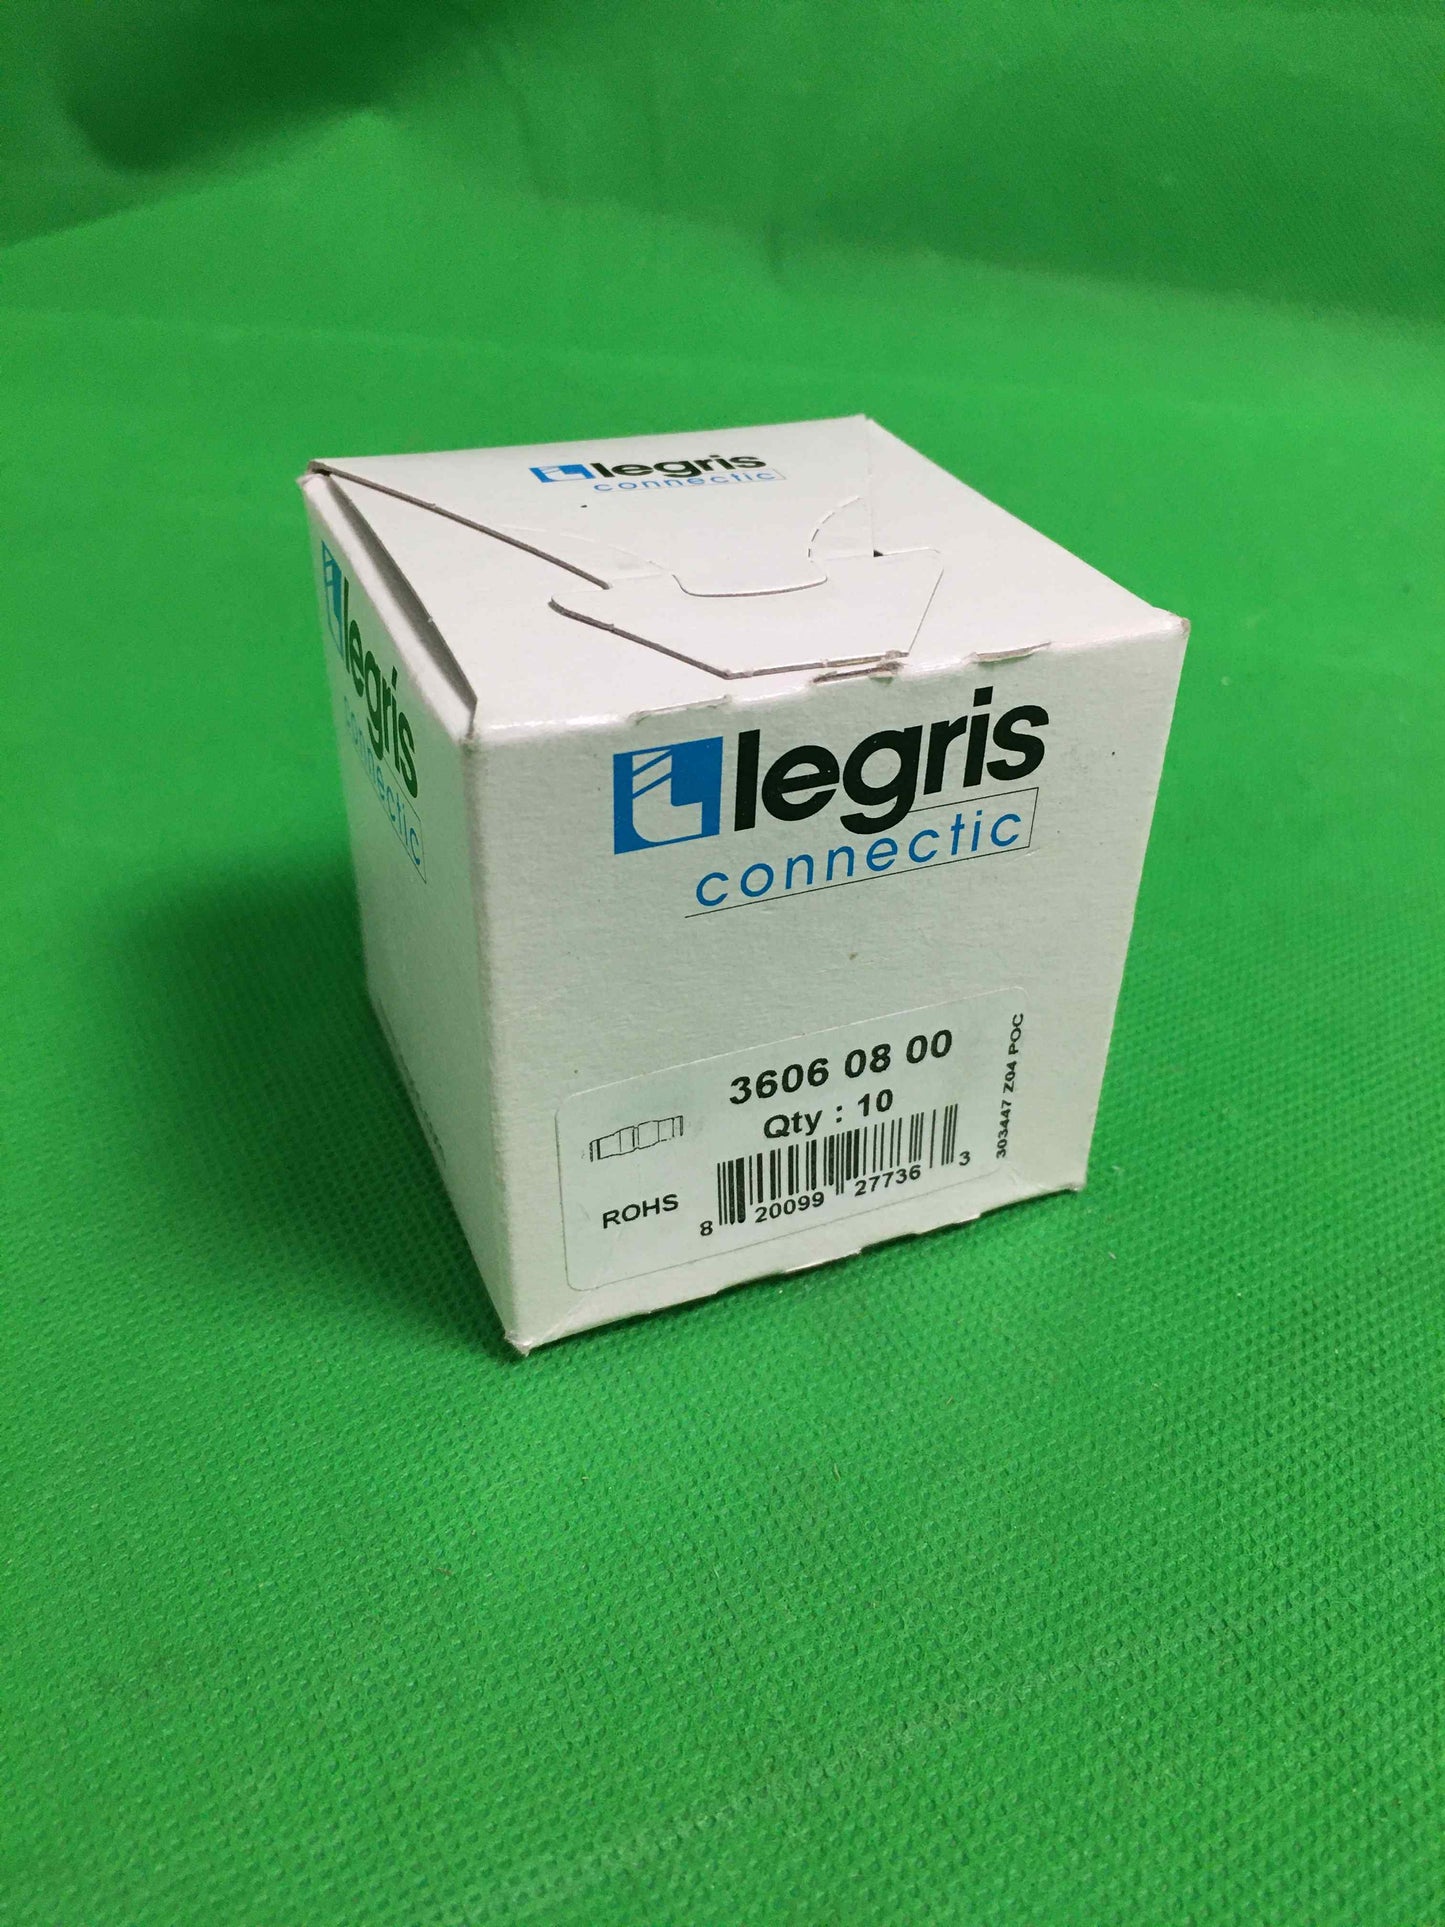 legris
connectic
legris
connectic
legris
connectic
3606 08 00
Qty : 10
ROHS
8 20099 27736 3
303447 Z04 POC